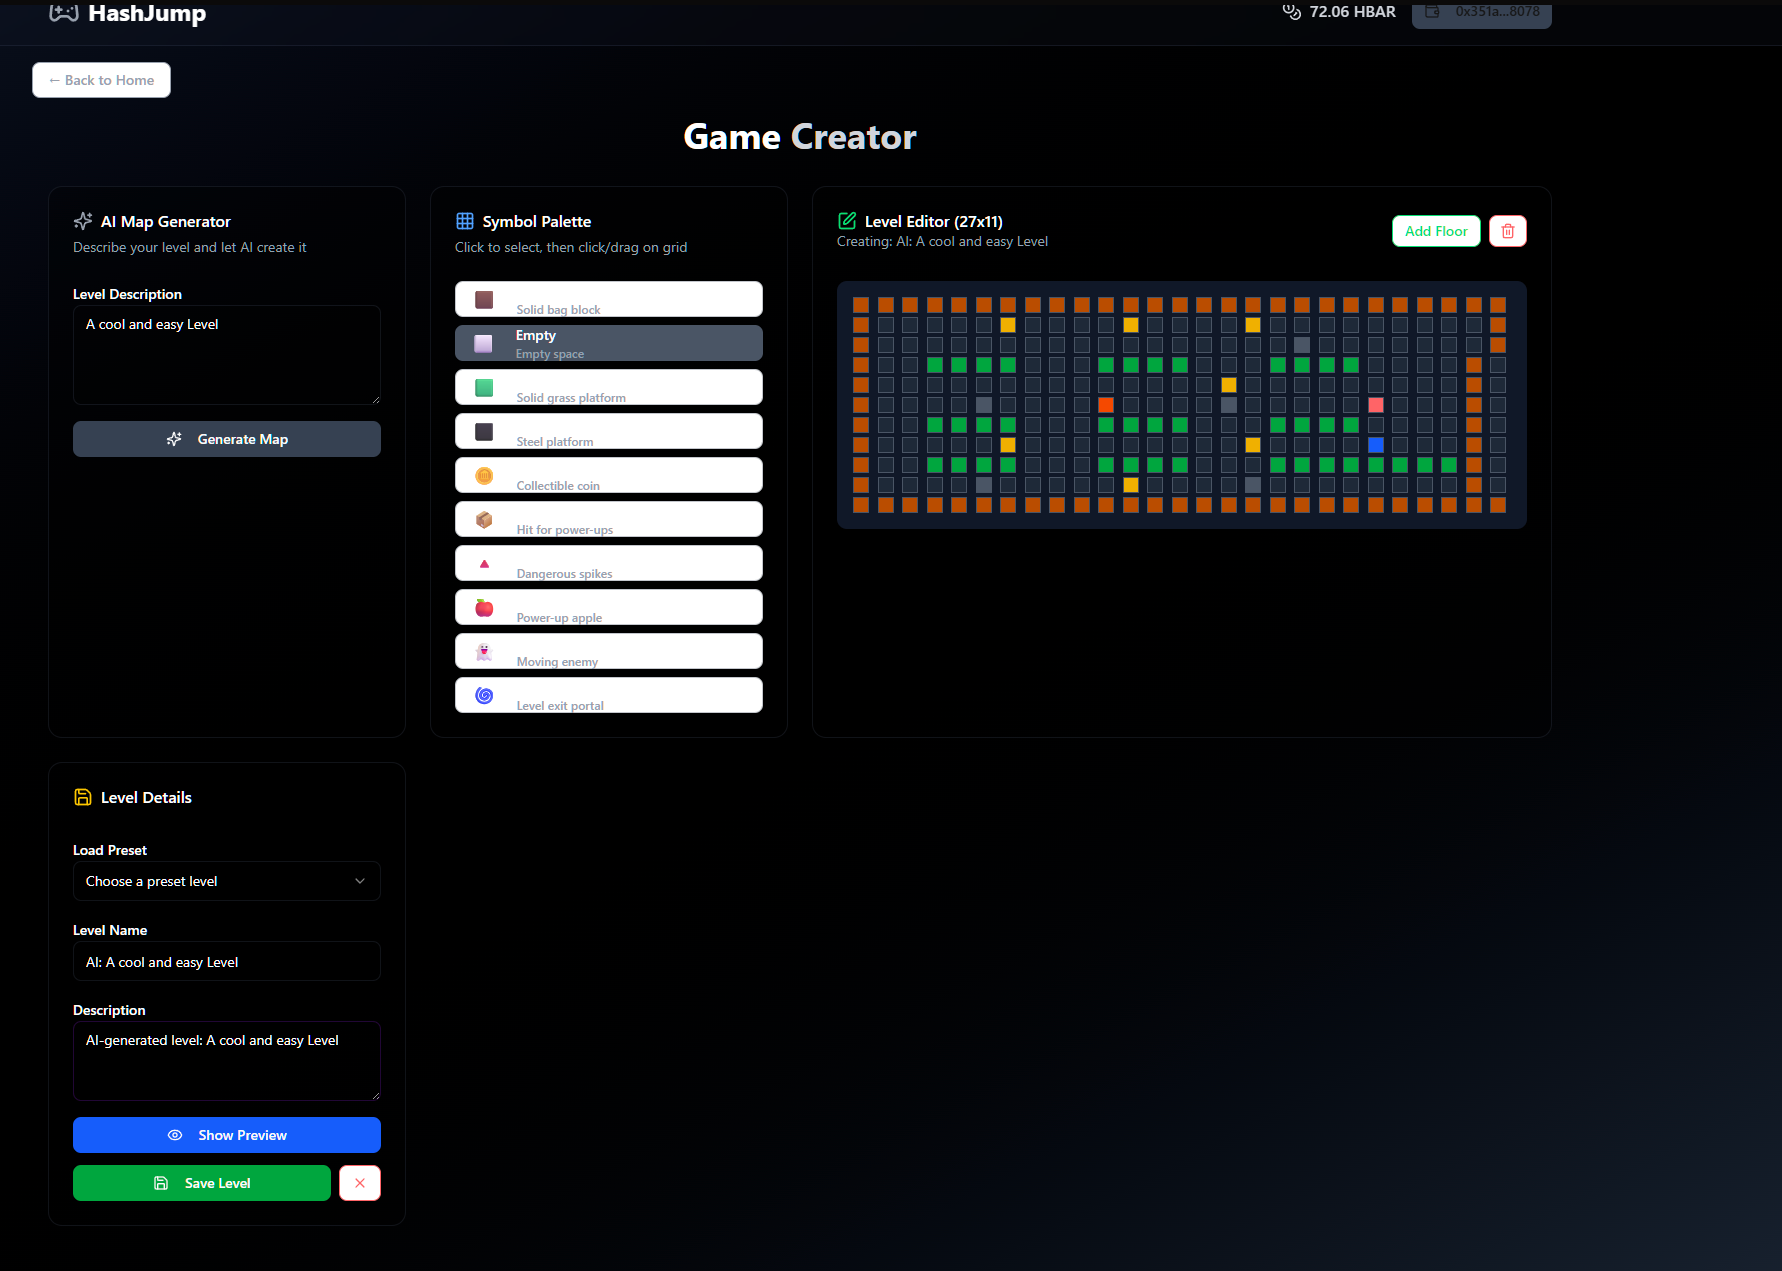 HashJump
72.06 HBAR
0x351a...8078
← Back to Home
Game Creator
AI Map Generator
Describe your level and let AI create it
Level Description
A cool and easy Level
Generate Map
Symbol Palette
Click to select, then click/drag on grid
Solid bag block
Empty
Empty space
Solid grass platform
Steel platform
Collectible coin
Hit for power-ups
Dangerous spikes
Power-up apple
Moving enemy
Level exit portal
Level Editor (27x11)
Creating: AI: A cool and easy Level
Add Floor
Level Details
Load Preset
Choose a preset level
Level Name
AI: A cool and easy Level
Description
AI-generated level: A cool and easy Level
Show Preview
Save Level